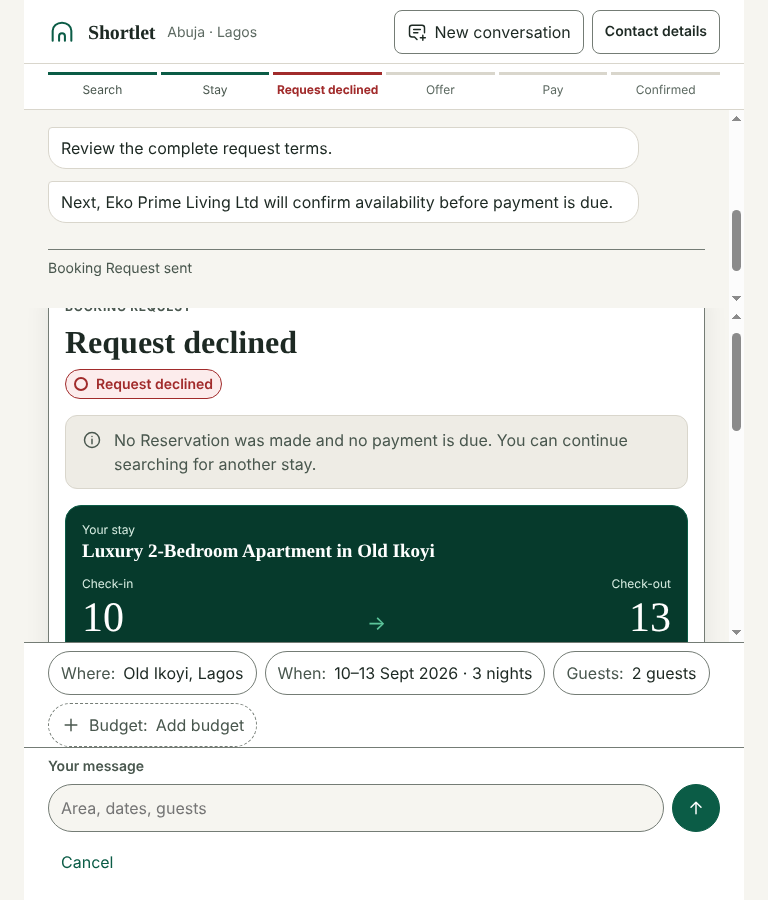 Shortlet Abuja · Lagos New conversation Contact details
Search Stay Request declined Offer Pay Confirmed
Review the complete request terms.
Next, Eko Prime Living Ltd will confirm availability before payment is due.
Booking Request sent
BOOKING REQUEST
Request declined
Request declined
No Reservation was made and no payment is due. You can continue
searching for another stay.
Your stay
Luxury 2-Bedroom Apartment in Old Ikoyi
Check-in Check-out
10 → 13
Where: Old Ikoyi, Lagos When: 10–13 Sept 2026 · 3 nights Guests: 2 guests
+ Budget: Add budget
Your message
Area, dates, guests
Cancel